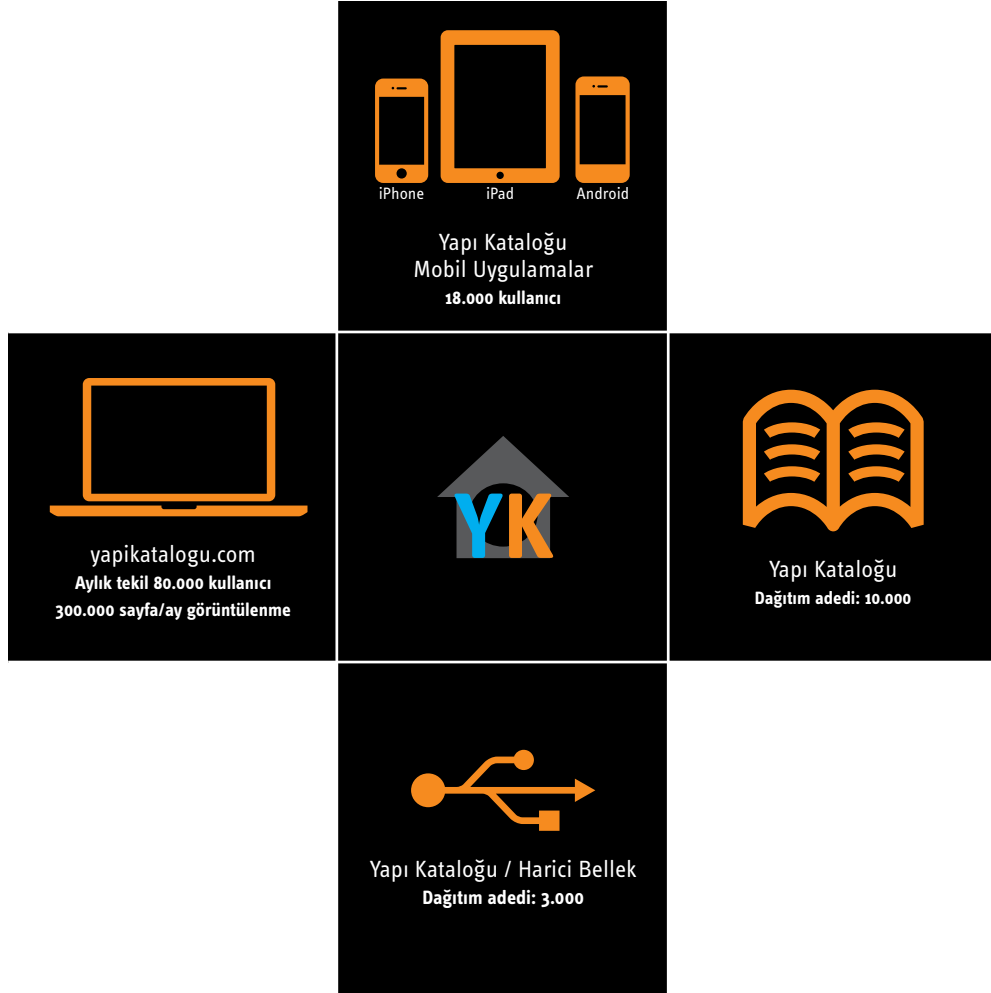 iPhone iPad Android
Yapı Kataloğu
Mobil Uygulamalar
18.000 kullanıcı
yapikatalogu.com
Aylık tekil 80.000 kullanıcı
300.000 sayfa/ay görüntülenme
YK
Yapı Kataloğu
Dağıtım adedi: 10.000
Yapı Kataloğu / Harici Bellek
Dağıtım adedi: 3.000